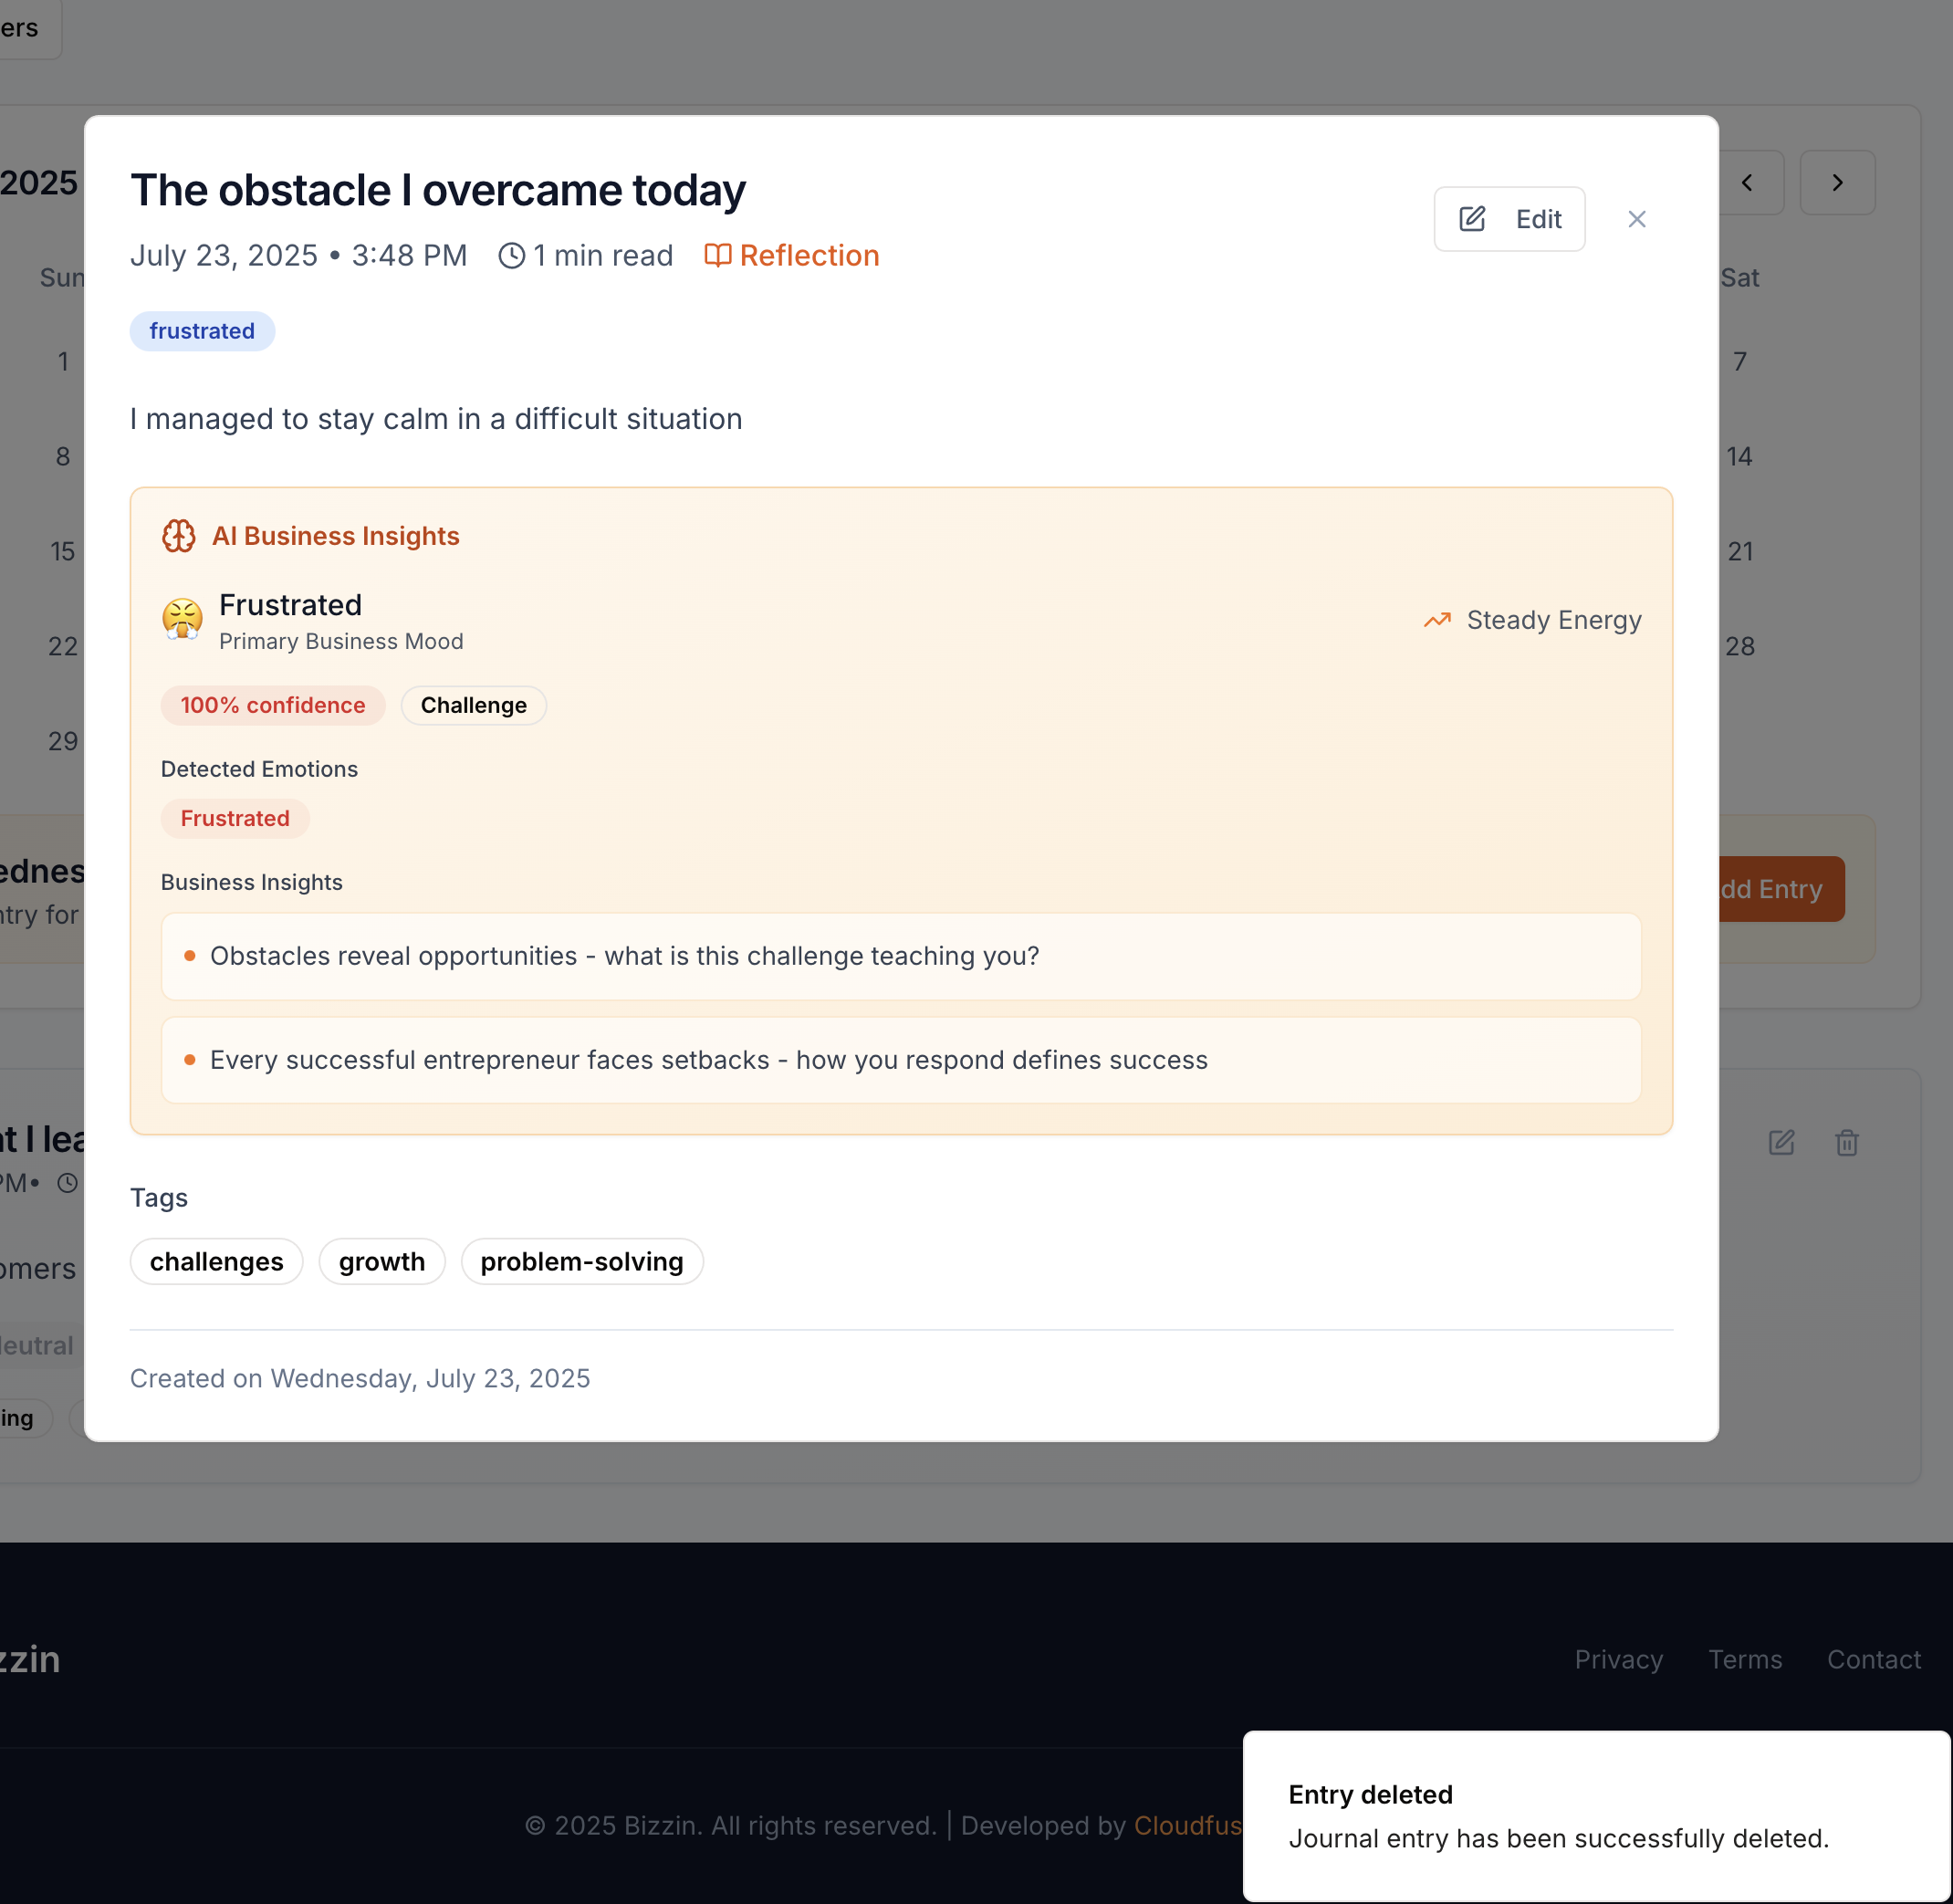 ers
2025
Sun
Sat
1
7
8
14
15
21
22
28
29
The obstacle I overcame today
Edit
July 23, 2025 • 3:48 PM 1 min read Reflection
frustrated
I managed to stay calm in a difficult situation
AI Business Insights
Frustrated
Primary Business Mood
Steady Energy
100% confidence Challenge
Detected Emotions
Frustrated
Business Insights
• Obstacles reveal opportunities - what is this challenge teaching you?
• Every successful entrepreneur faces setbacks - how you respond defines success
Tags
challenges growth problem-solving
Created on Wednesday, July 23, 2025
ednes
ntry for
dd Entry
t I lea
PM•
omers
eutral
ing
zzin
Privacy Terms Contact
© 2025 Bizzin. All rights reserved. | Developed by Cloudfus
Entry deleted
Journal entry has been successfully deleted.